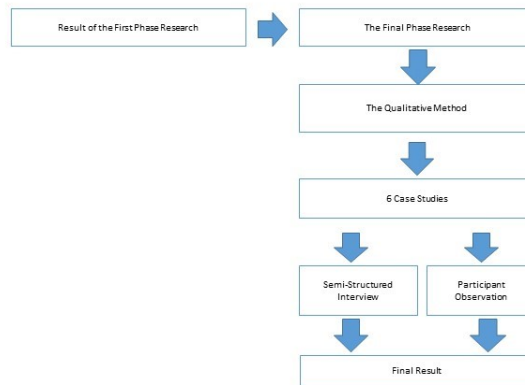 Result of the First Phase Research
The Final Phase Research
The Qualitative Method
6 Case Studies
Semi-Structured
Interview
Participant
Observation
Final Result